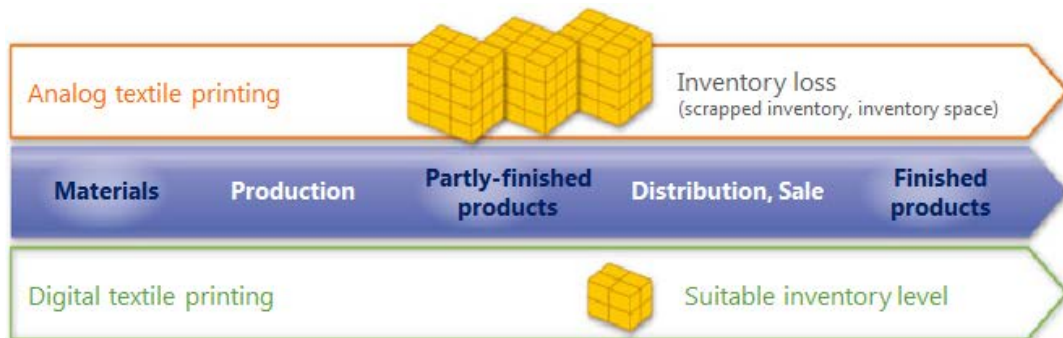 Analog textile printing
Inventory loss
(scrapped inventory, inventory space)
Materials
Production
Partly-finished
products
Distribution, Sale
Finished
products
Digital textile printing
Suitable inventory level